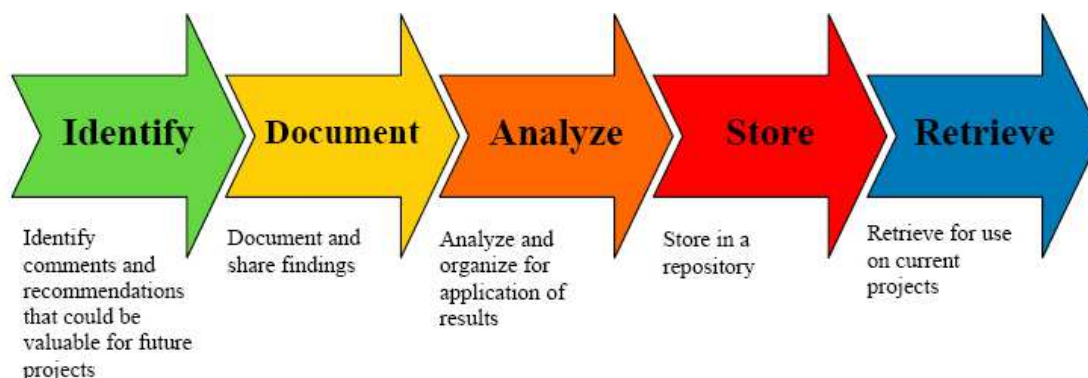 Identify
Document
Analyze
Store
Retrieve
Identify
comments and
recommendations
that could be
valuable for future
projects
Document and
share findings
Analyze and
organize for
application of
results
Store in a
repository
Retrieve for use
on current
projects